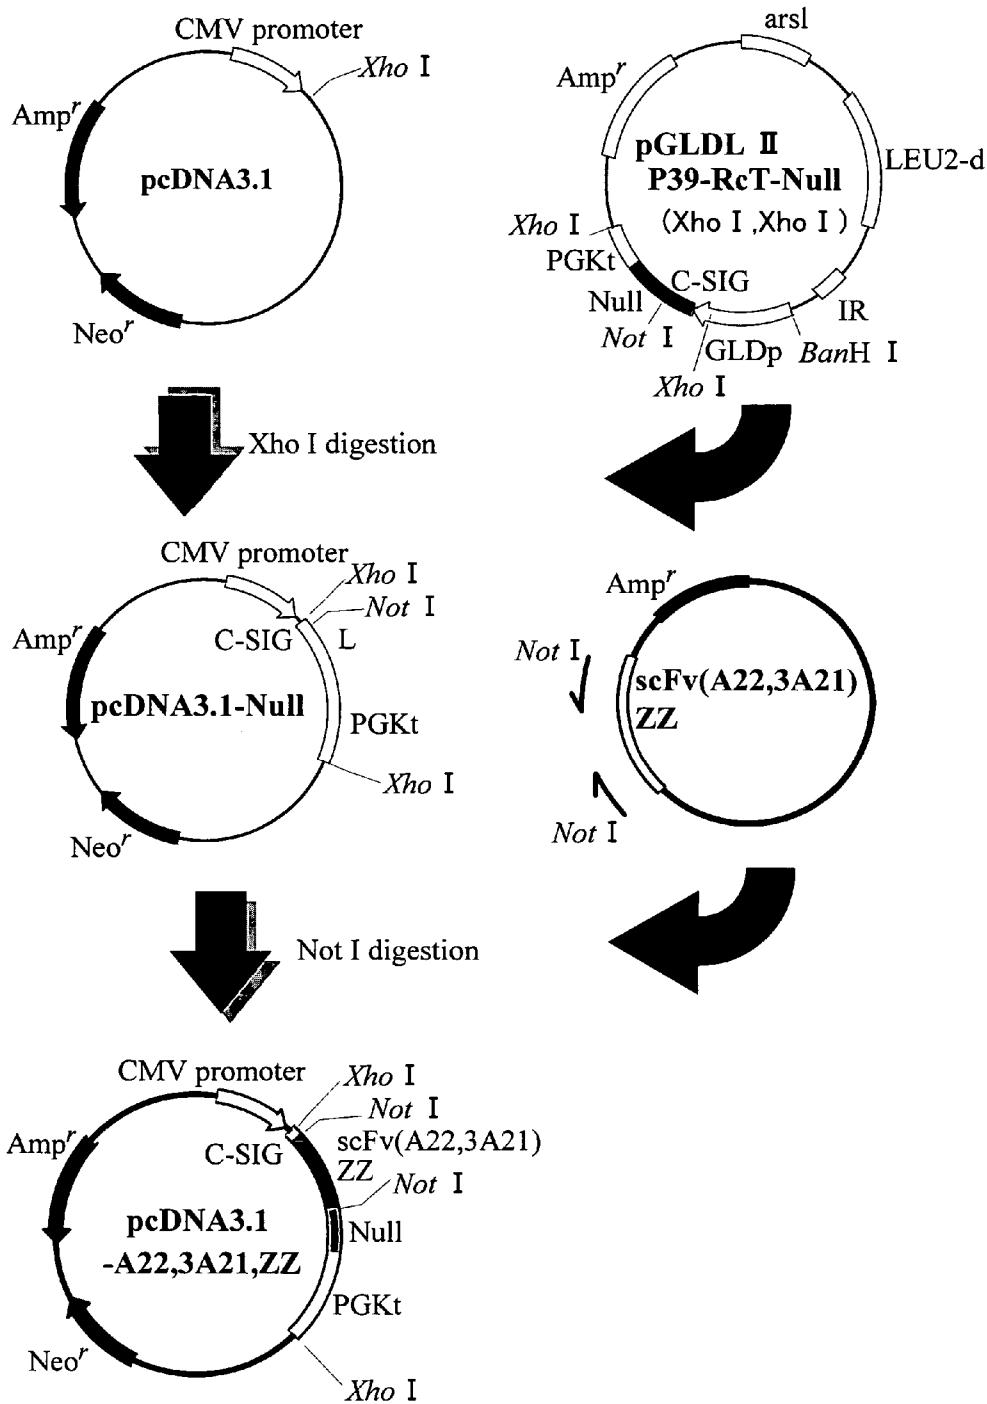 CMV promoter
Xho I
Amp^r
pcDNA3.1
Neo^r
arsl
Amp^r
pGLDL II
P39-RcT-Null
(Xho I ,Xho I )
LEU2-d
Xho I
PGKt
C-SIG
Null
Not I
GLDp
IR
BanH I
Xho I
Xho I digestion
CMV promoter
Xho I
Not I
C-SIG
L
Amp^r
pcDNA3.1-Null
PGKt
Xho I
Neo^r
Amp^r
Not I
scFv(A22,3A21)
ZZ
Not I
Not I digestion
CMV promoter
Xho I
Not I
Amp^r
C-SIG
scFv(A22,3A21)
ZZ
Not I
pcDNA3.1
-A22,3A21,ZZ
Null
PGKt
Neo^r
Xho I